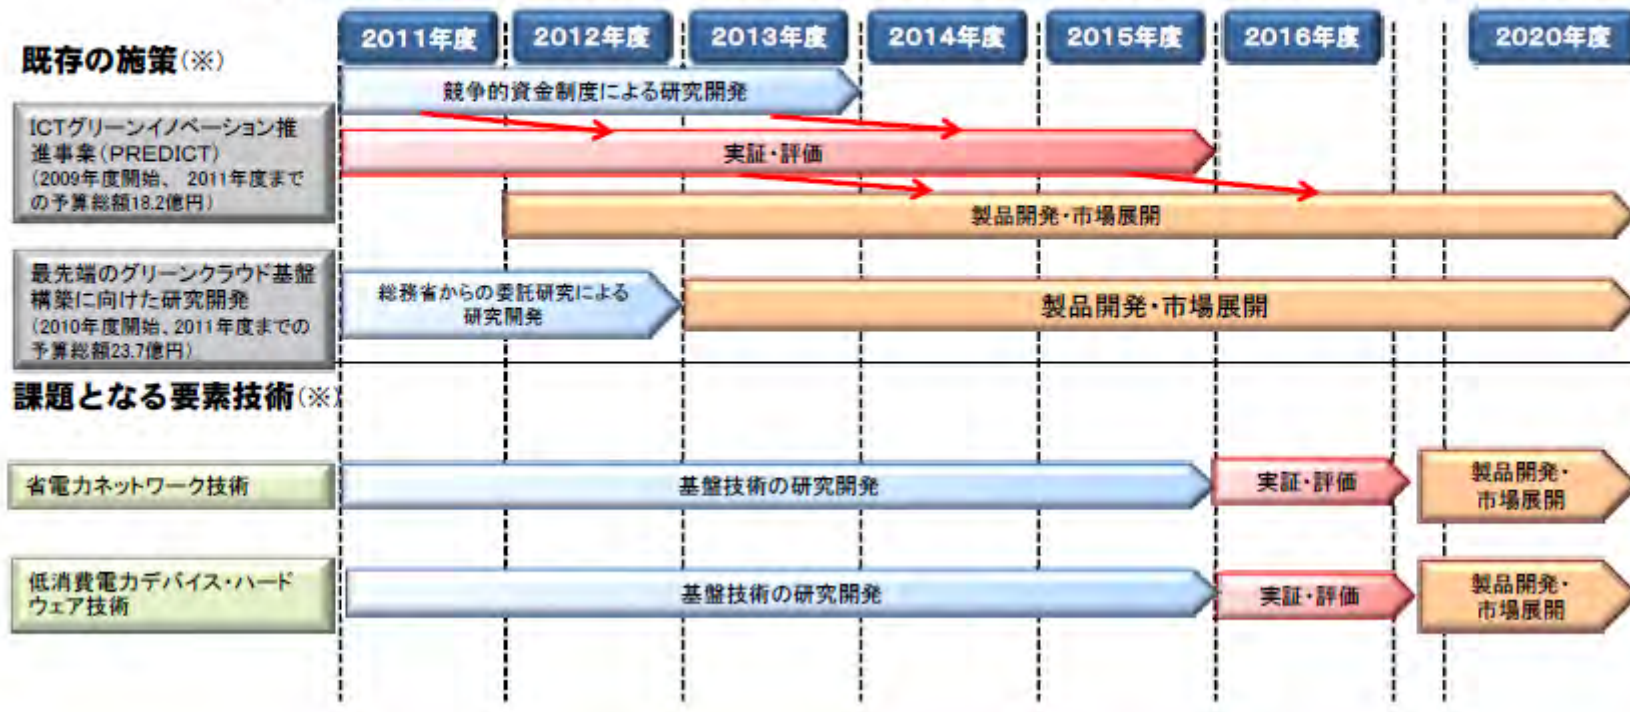 2011年度 2012年度 2013年度 2014年度 2015年度 2016年度 2020年度
既存の施策(※)
競争的資金制度による研究開発
ICTグリーンイノベーション推
進事業(PREDICT)
(2009年度開始、 2011年度まで
の予算総額18.2億円)
実証・評価
製品開発・市場展開
最先端のグリーンクラウド基盤
構築に向けた研究開発
(2010年度開始、2011年度までの
予算総額23.7億円)
総務省からの委託研究による
研究開発
製品開発・市場展開
課題となる要素技術(※)
省電力ネットワーク技術
基盤技術の研究開発
実証・評価
製品開発・
市場展開
低消費電力デバイス・ハード
ウェア技術
基盤技術の研究開発
実証・評価
製品開発・
市場展開